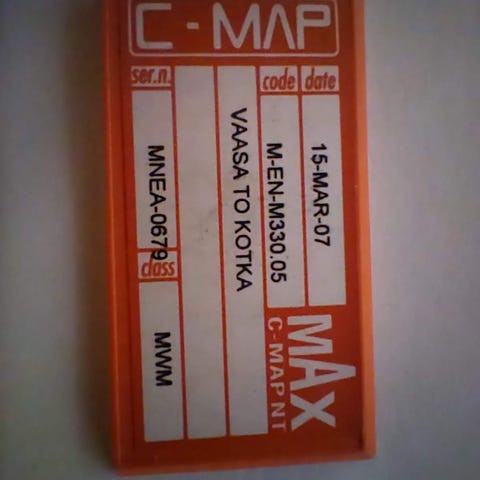 C-MAP
date
15-MAR-07
code
M-EN-M330.05
VAASA TO KOTKA
ser.n.
MNEA-0679
class
MWM
MAX
C-MAP NT